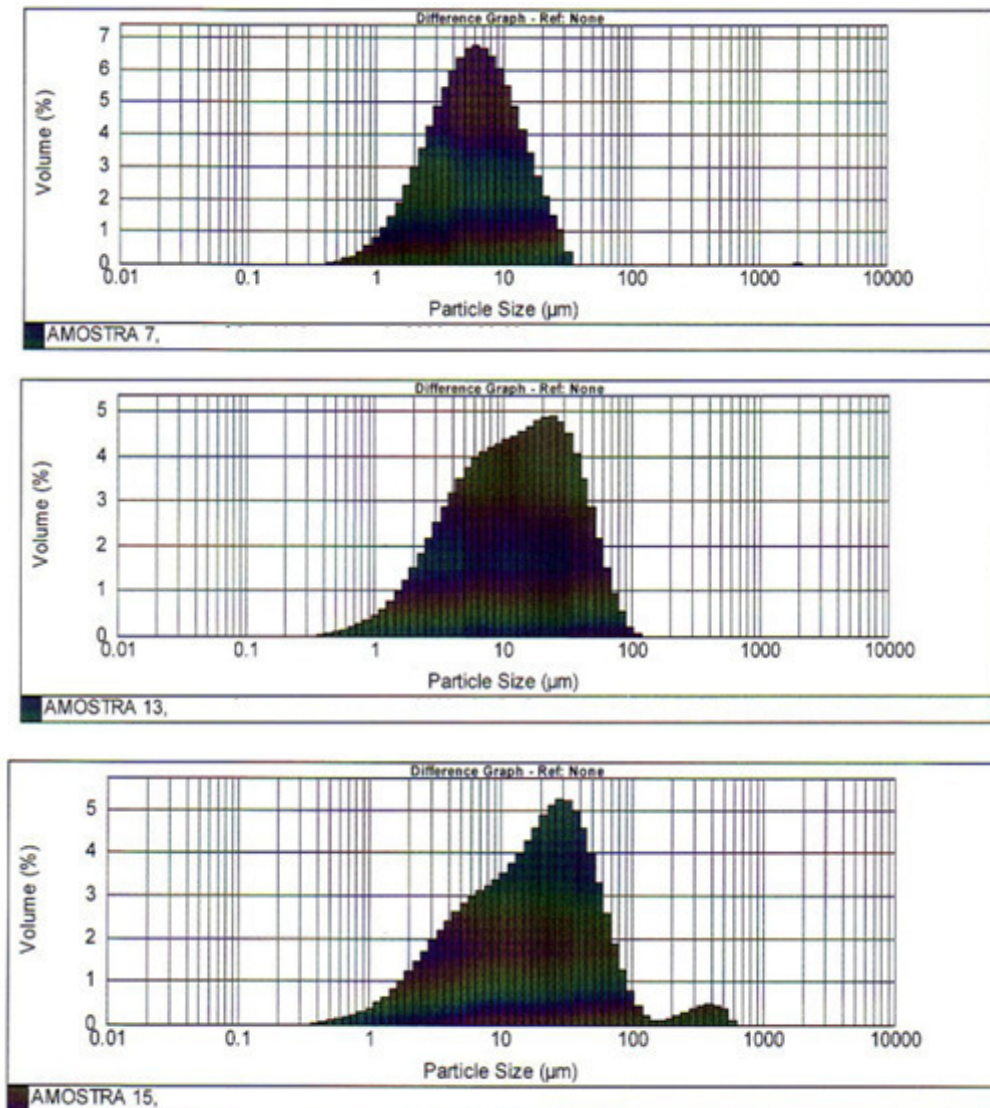 Difference Graph - Ref: None
Volume (%)
7
6
5
4
3
2
1
0
0.01 0.1 1 10 100 1000 10000
Particle Size (µm)
AMOSTRA 7,
Difference Graph - Ref: None
Volume (%)
5
4
3
2
1
0
0.01 0.1 1 10 100 1000 10000
Particle Size (µm)
AMOSTRA 13,
Difference Graph - Ref: None
Volume (%)
5
4
3
2
1
0
0.01 0.1 1 10 100 1000 10000
Particle Size (µm)
AMOSTRA 15,